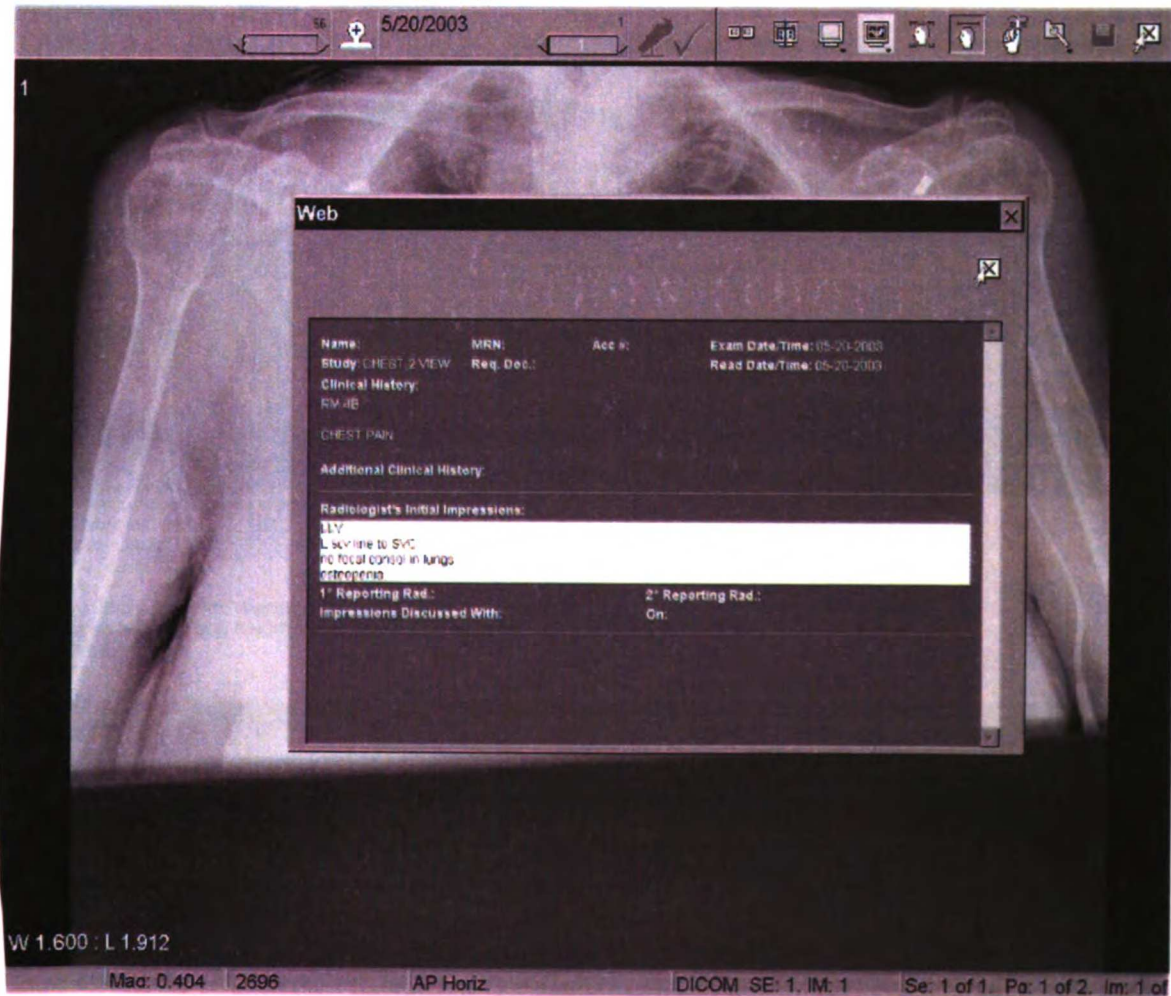 56
5/20/2003
1
1
1
Web
Name: MRN: Acc #: Exam Date/Time: 05-20-2003
Study: CHEST, 2 VIEW Req. Doc.: Read Date/Time: 05-20-2003
Clinical History:
CHEST PAIN
Additional Clinical History:
Radiologist's Initial Impressions:
L scv line to SVC
no focal consol in lungs
osteopenia
1° Reporting Rad.: 2° Reporting Rad.:
Impressions Discussed With: On:
W 1.600 : L 1.912
Mag: 0.404 2696 AP Horiz. DICOM SE: 1, IM: 1 Se: 1 of 1. Pg: 1 of 2. Im: 1 of